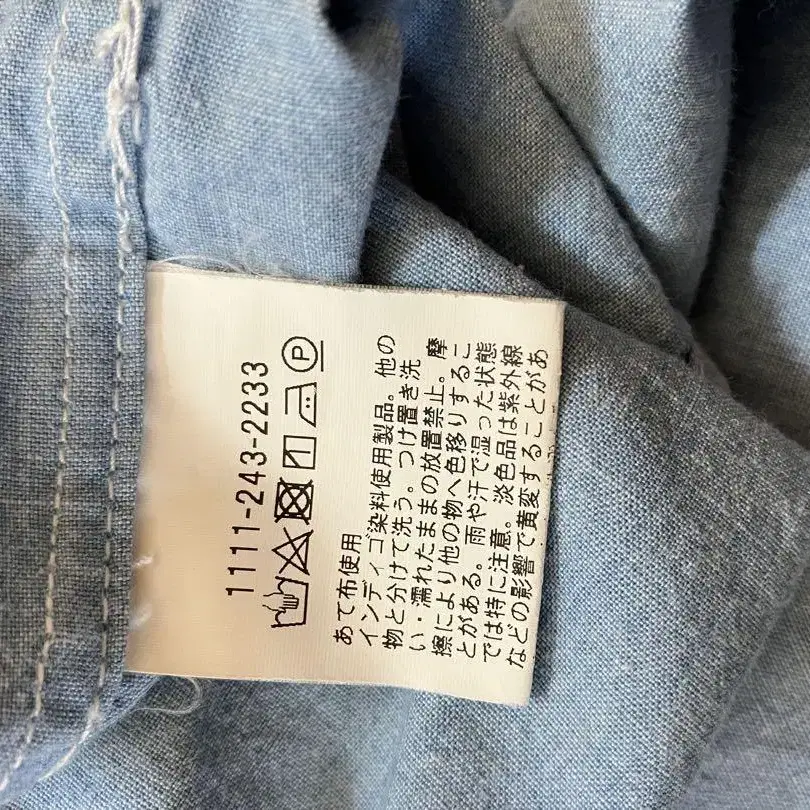 1111-243-2233
あて布使用
インディゴ染料使用製品。他の
物と分けて洗う。つけ置き洗
い・濡れたままの放置禁止。摩
擦により他の物へ色移りするこ
とがある。雨や汗で湿った状態
では特に注意。淡色品は紫外線
などの影響で黄変することがあ